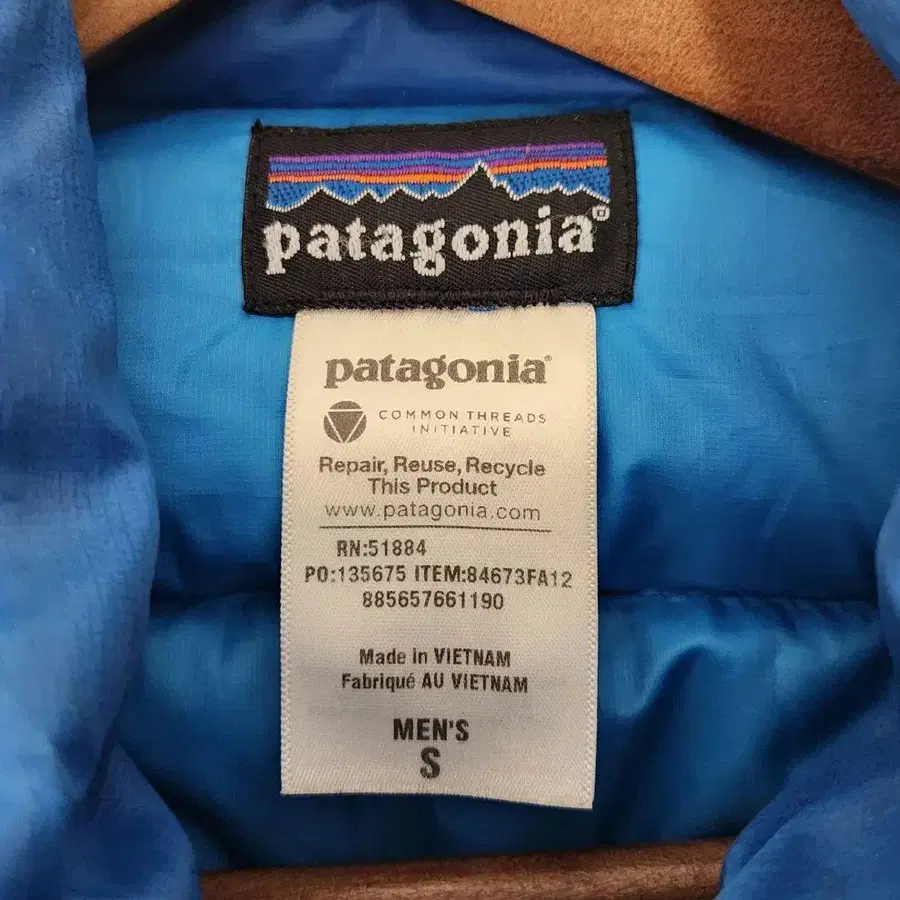 patagonia®
patagonia®
COMMON THREADS
INITIATIVE
Repair, Reuse, Recycle
This Product
www.patagonia.com
RN:51884
PO:135675 ITEM:84673FA12
885657661190
Made in VIETNAM
Fabriqué AU VIETNAM
MEN'S
S